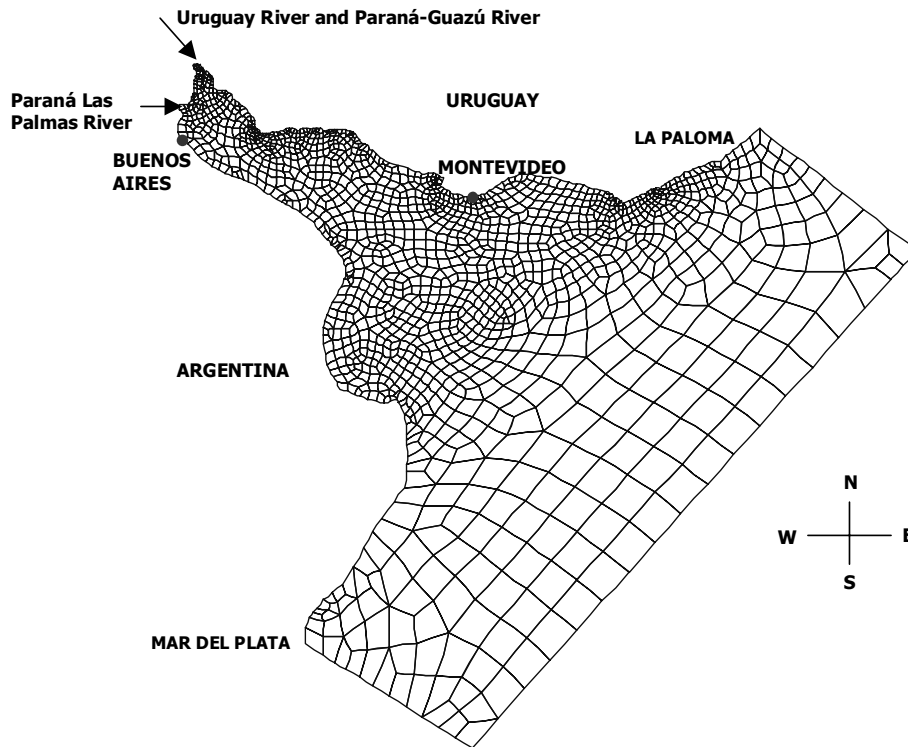 Uruguay River and Paraná-Guazú River
Paraná Las
Palmas River
URUGUAY
LA PALOMA
BUENOS
AIRES
MONTEVIDEO
ARGENTINA
N
W
E
S
MAR DEL PLATA